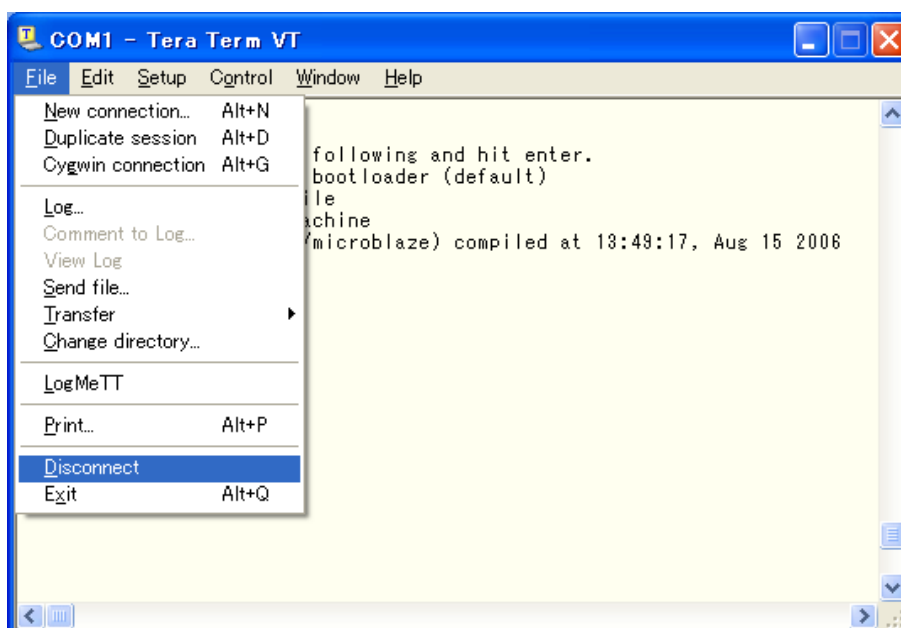 COM1 - Tera Term VT
File Edit Setup Control Window Help
New connection... Alt+N
Duplicate session Alt+D
Cygwin connection Alt+G
Log...
Comment to Log...
View Log
Send file...
Transfer
Change directory...
LogMeTT
Print... Alt+P
Disconnect
Exit Alt+Q
following and hit enter.
bootloader (default)
ile
achine
/microblaze) compiled at 13:49:17, Aug 15 2006